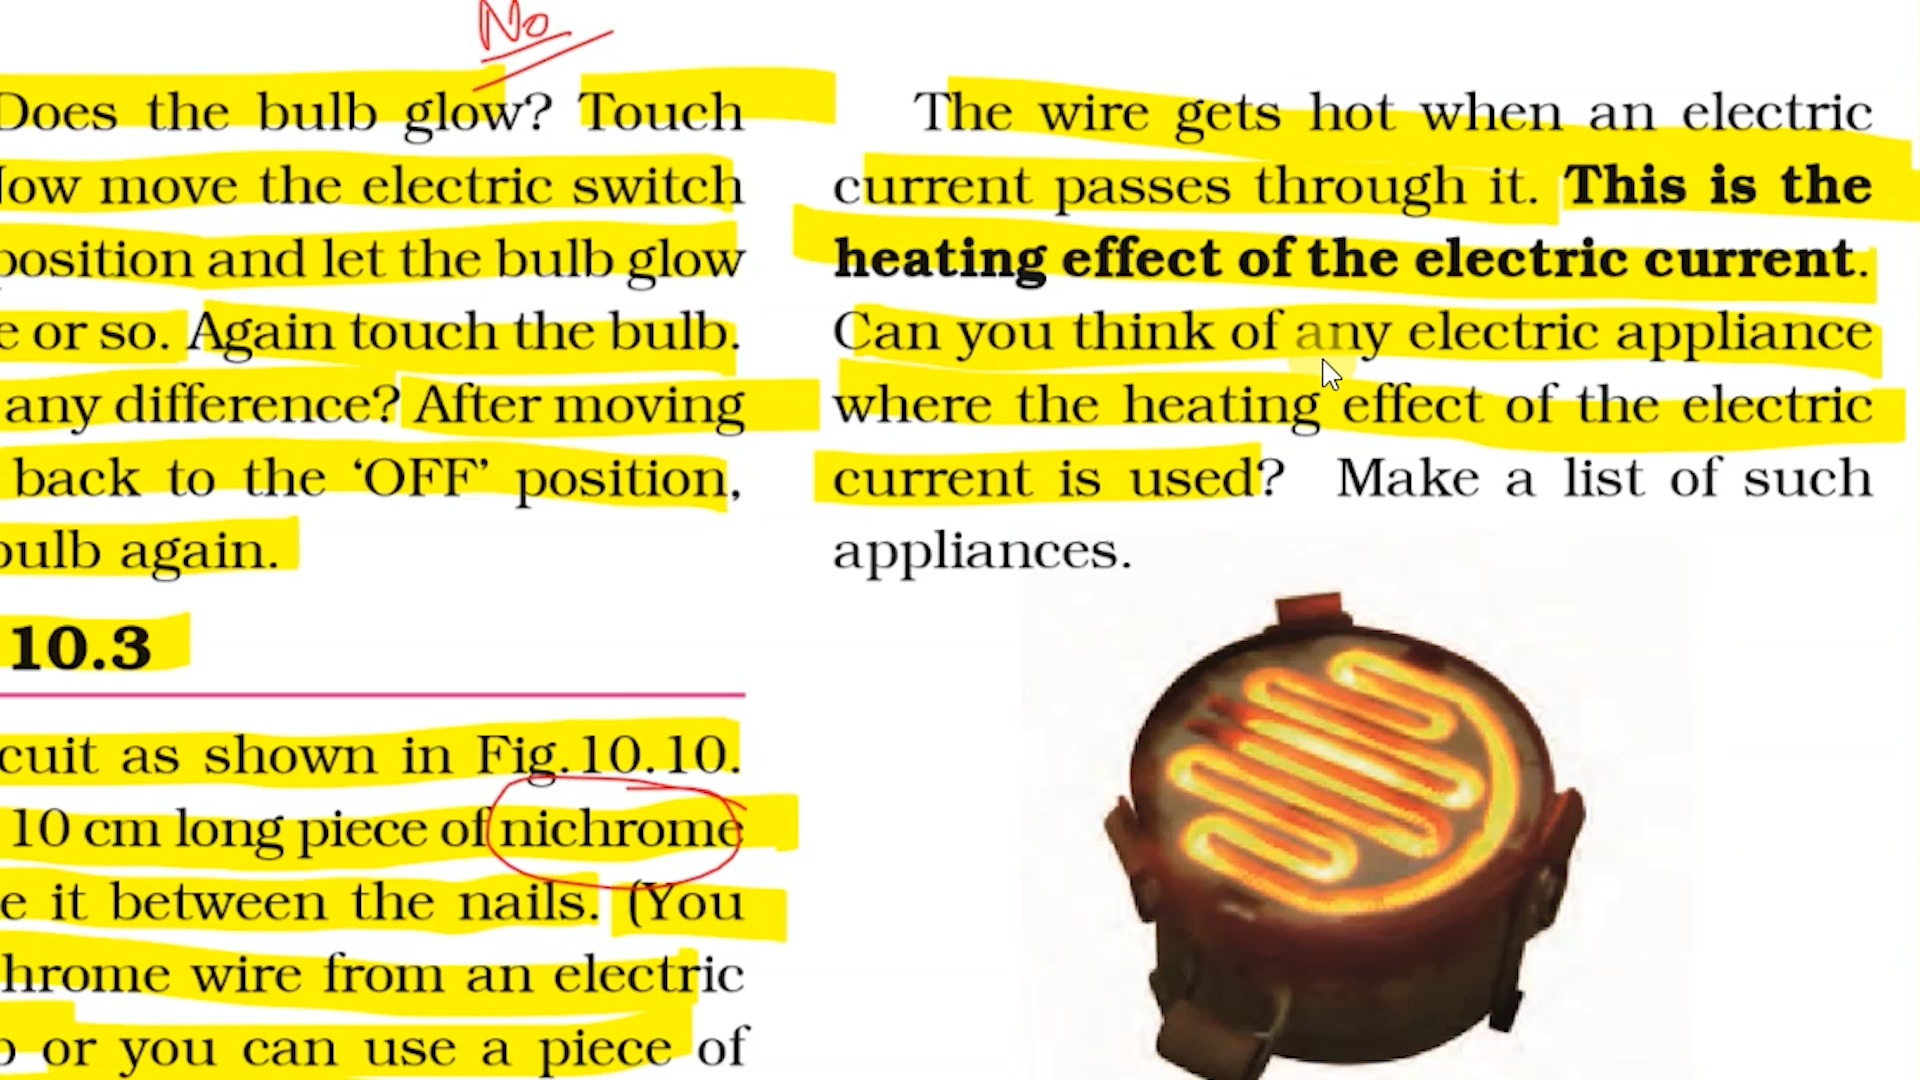 No
Does the bulb glow? Touch
Now move the electric switch
position and let the bulb glow
e or so. Again touch the bulb.
any difference? After moving
back to the ‘OFF’ position,
bulb again.
10.3
cuit as shown in Fig.10.10.
10 cm long piece of nichrome
e it between the nails. (You
hrome wire from an electric
or you can use a piece of
The wire gets hot when an electric
current passes through it. This is the
heating effect of the electric current.
Can you think of any electric appliance
where the heating effect of the electric
current is used? Make a list of such
appliances.